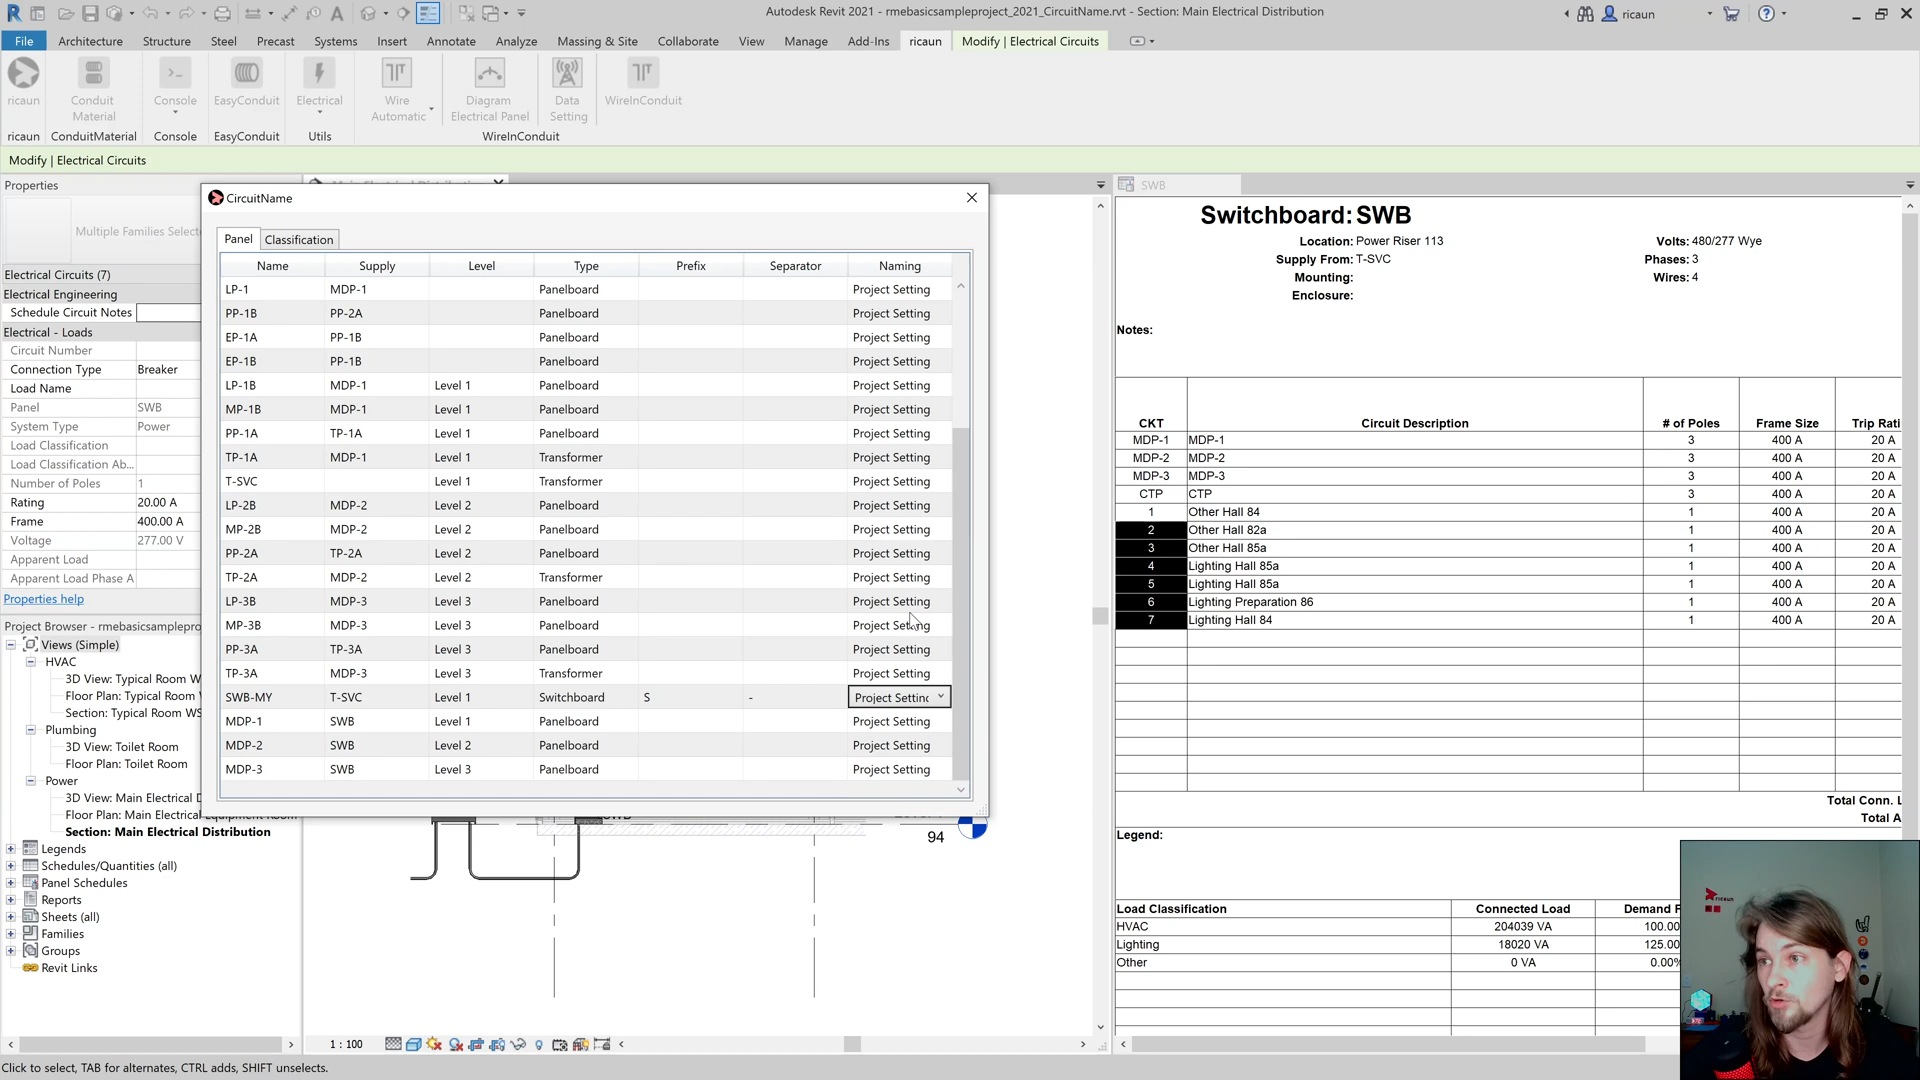 Autodesk Revit 2021 - rmebasicsampleproject_2021_CircuitName.rvt - Section: Main Electrical Distribution
ricaun
File Architecture Structure Steel Precast Systems Insert Annotate Analyze Massing & Site Collaborate View Manage Add-Ins ricaun Modify | Electrical Circuits
ricaun
Conduit Material
Console
EasyConduit
Electrical
Wire Automatic
Diagram Electrical Panel
Data Setting
WireInConduit
ricaun ConduitMaterial Console EasyConduit Utils WireInConduit
Modify | Electrical Circuits
Properties
Multiple Families Select
Electrical Circuits (7)
Electrical Engineering
Schedule Circuit Notes
Electrical - Loads
Circuit Number
Connection Type Breaker
Load Name
Panel SWB
System Type Power
Load Classification
Load Classification Ab...
Number of Poles 1
Rating 20.00 A
Frame 400.00 A
Voltage 277.00 V
Apparent Load
Apparent Load Phase A
Properties help
Project Browser - rmebasicsamplepro
Views (Simple)
HVAC
3D View: Typical Room W
Floor Plan: Typical Room
Section: Typical Room WS
Plumbing
3D View: Toilet Room
Floor Plan: Toilet Room
Power
3D View: Main Electrical D
Floor Plan: Main Electrical Equipment Room
Section: Main Electrical Distribution
Legends
Schedules/Quantities (all)
Panel Schedules
Reports
Sheets (all)
Families
Groups
Revit Links
CircuitName
Panel Classification
Name Supply Level Type Prefix Separator Naming
LP-1 MDP-1 Panelboard Project Setting
PP-1B PP-2A Panelboard Project Setting
EP-1A PP-1B Panelboard Project Setting
EP-1B PP-1B Panelboard Project Setting
LP-1B MDP-1 Level 1 Panelboard Project Setting
MP-1B MDP-1 Level 1 Panelboard Project Setting
PP-1A TP-1A Level 1 Panelboard Project Setting
TP-1A MDP-1 Level 1 Transformer Project Setting
T-SVC Level 1 Transformer Project Setting
LP-2B MDP-2 Level 2 Panelboard Project Setting
MP-2B MDP-2 Level 2 Panelboard Project Setting
PP-2A TP-2A Level 2 Panelboard Project Setting
TP-2A MDP-2 Level 2 Transformer Project Setting
LP-3B MDP-3 Level 3 Panelboard Project Setting
MP-3B MDP-3 Level 3 Panelboard Project Setting
PP-3A TP-3A Level 3 Panelboard Project Setting
TP-3A MDP-3 Level 3 Transformer Project Setting
SWB-MY T-SVC Level 1 Switchboard S - Project Setting
MDP-1 SWB Level 1 Panelboard Project Setting
MDP-2 SWB Level 2 Panelboard Project Setting
MDP-3 SWB Level 3 Panelboard Project Setting
SWB
94
1 : 100
SWB
Switchboard: SWB
Location: Power Riser 113 Volts: 480/277 Wye
Supply From: T-SVC Phases: 3
Mounting: Wires: 4
Enclosure:
Notes:
CKT Circuit Description # of Poles Frame Size Trip Rati
MDP-1 MDP-1 3 400 A 20 A
MDP-2 MDP-2 3 400 A 20 A
MDP-3 MDP-3 3 400 A 20 A
CTP CTP 3 400 A 20 A
1 Other Hall 84 1 400 A 20 A
2 Other Hall 82a 1 400 A 20 A
3 Other Hall 85a 1 400 A 20 A
4 Lighting Hall 85a 1 400 A 20 A
5 Lighting Hall 85a 1 400 A 20 A
6 Lighting Preparation 86 1 400 A 20 A
7 Lighting Hall 84 1 400 A 20 A
Total Conn. L
Total A
Legend:
Load Classification Connected Load Demand F
HVAC 204039 VA 100.00
Lighting 18020 VA 125.00
Other 0 VA 0.00%
ricaun
Click to select, TAB for alternates, CTRL adds, SHIFT unselects.